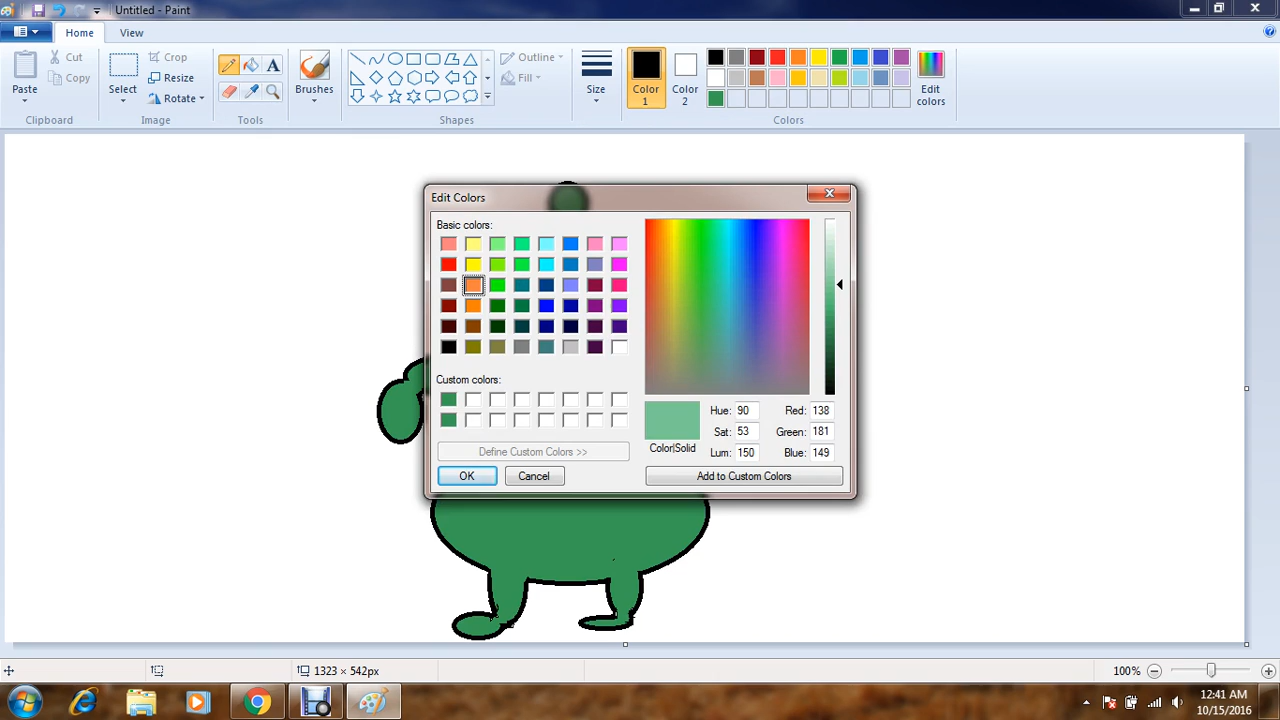 Untitled - Paint
Home View
Paste
Cut
Copy
Clipboard
Select
Crop
Resize
Rotate
Image
A
Tools
Brushes
Outline
Fill
Shapes
Size
Color 1
Color 2
Edit colors
Colors
Edit Colors
Basic colors:
Custom colors:
Define Custom Colors >>
OK Cancel
Color|Solid
Hue: 90 Red: 138
Sat: 53 Green: 181
Lum: 150 Blue: 149
Add to Custom Colors
1323 × 542px
100%
12:41 AM
10/15/2016